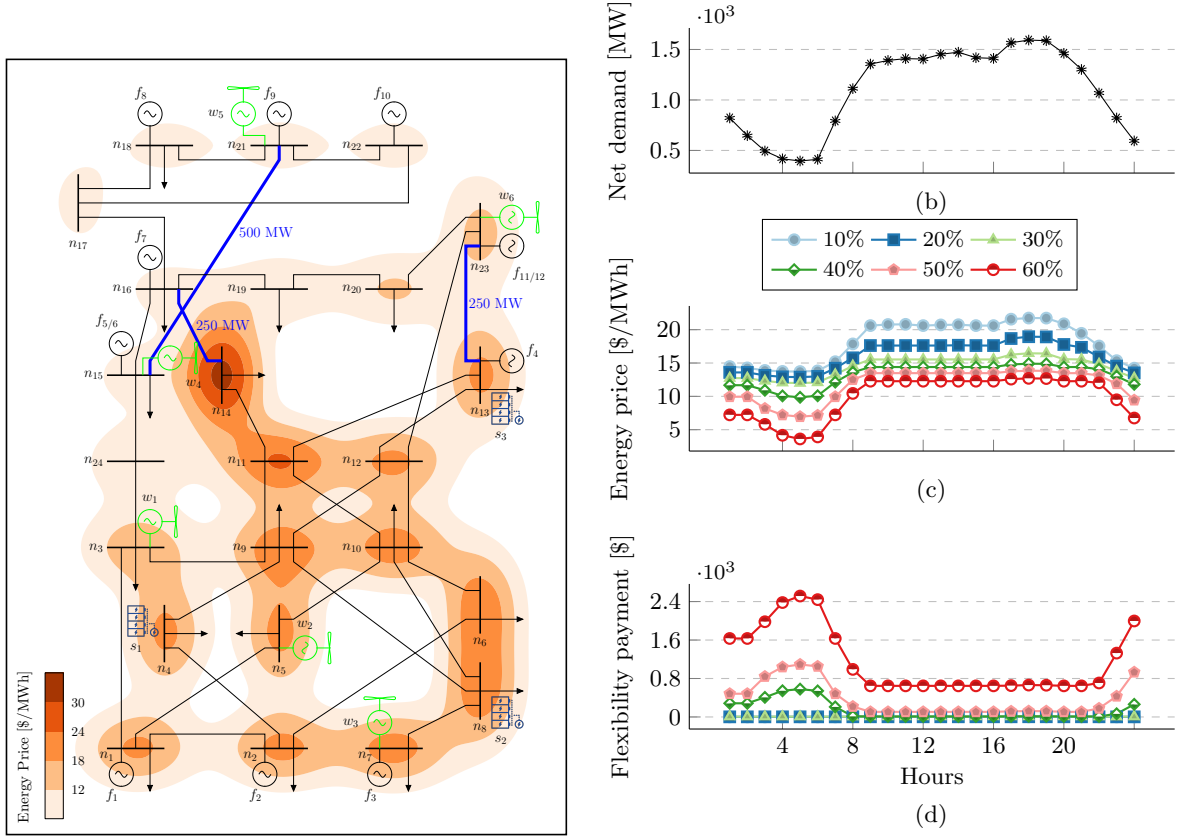 f8
w5
f9
f10
n18
n21
n22
n17
500 MW
w6
f7
n23
f11/12
n16
n19
n20
250 MW
250 MW
f5/6
f4
n15
w4
n14
n13
s3
n24
n11
n12
w1
n3
n9
n10
w2
s1
n4
n5
n6
w3
n8
s2
n1
n2
n7
f1
f2
f3
Energy Price [$/MWh]
30
24
18
12
·10³
Net demand [MW]
1.5
1.0
0.5
(b)
10% 20% 30%
40% 50% 60%
Energy price [$/MWh]
20
15
10
5
(c)
·10³
Flexibility payment [$]
2.4
1.6
0.8
0
4 8 12 16 20
Hours
(d)